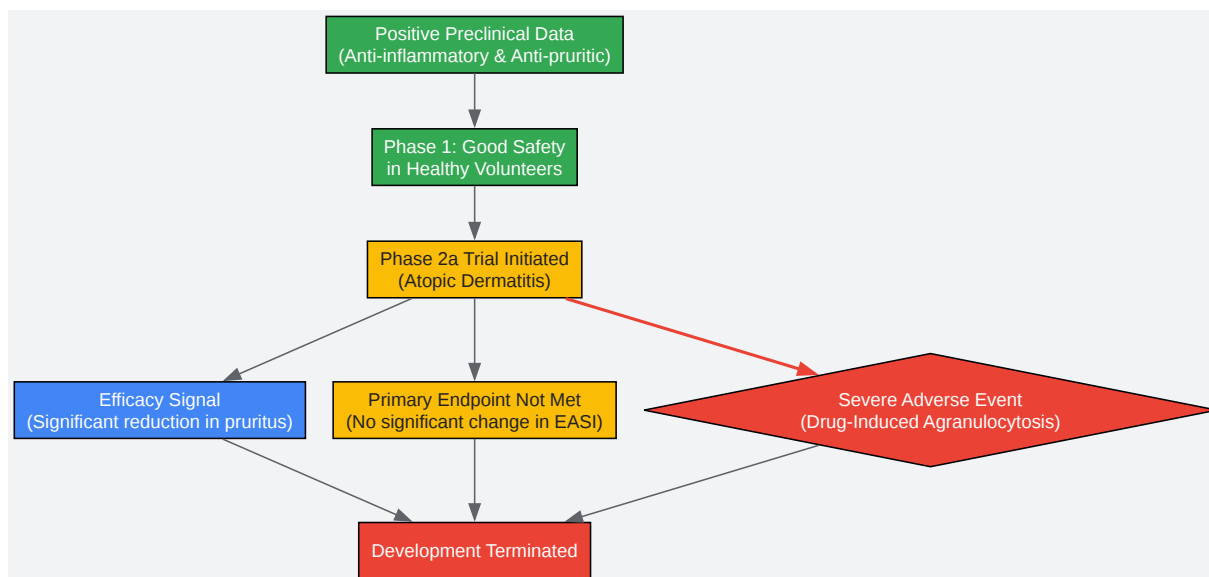 Positive Preclinical Data
(Anti-inflammatory & Anti-pruritic)
Phase 1: Good Safety
in Healthy Volunteers
Phase 2a Trial Initiated
(Atopic Dermatitis)
Efficacy Signal
(Significant reduction in pruritus)
Primary Endpoint Not Met
(No significant change in EASI)
Severe Adverse Event
(Drug-Induced Agranulocytosis)
Development Terminated